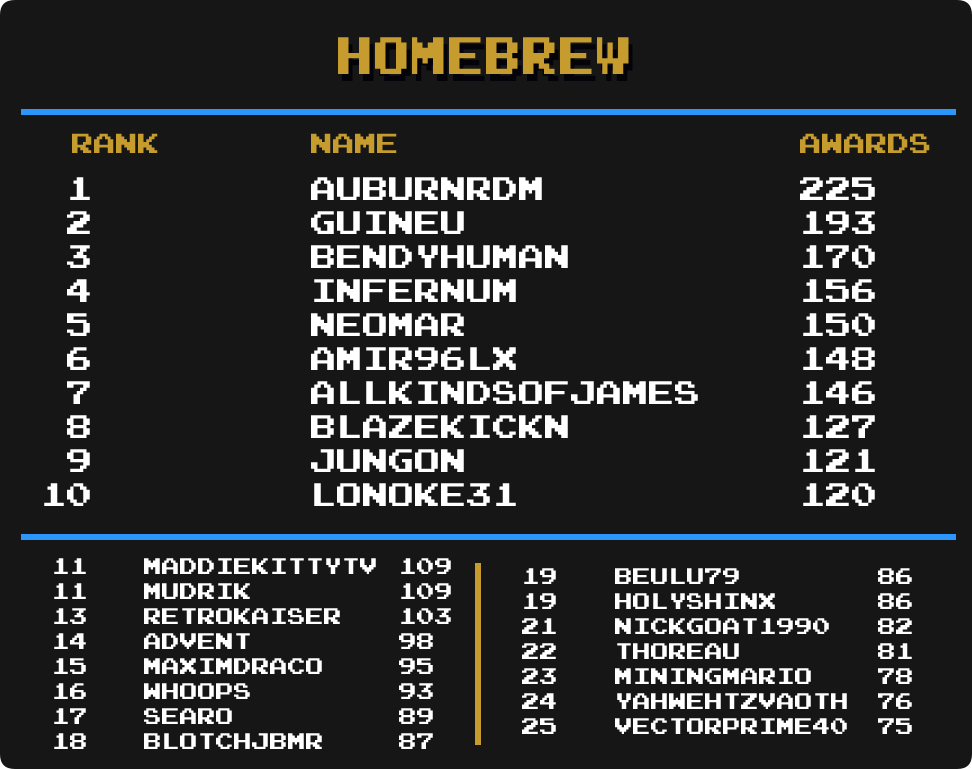 HOMEBREW
RANK NAME AWARDS
1 AUBURNRDM 225
2 GUINEU 193
3 BENDYHUMAN 170
4 INFERNUM 156
5 NEOMAR 150
6 AMIR96LX 148
7 ALLKINDSOFJAMES 146
8 BLAZEKICKN 127
9 JUNGON 121
10 LONOKE31 120
11 MADDIEKITTYTV 109
11 MUDRIK 109
13 RETROKAISER 103
14 ADVENT 98
15 MAXIMDRACO 95
16 WHOOPS 93
17 SEARO 89
18 BLOTCHJBMR 87
19 BEULU79 86
19 HOLYSHINX 86
21 NICKGOAT1990 82
22 THOREAU 81
23 MININGMARIO 78
24 YAHWEHTZVAOTH 76
25 VECTORPRIME40 75